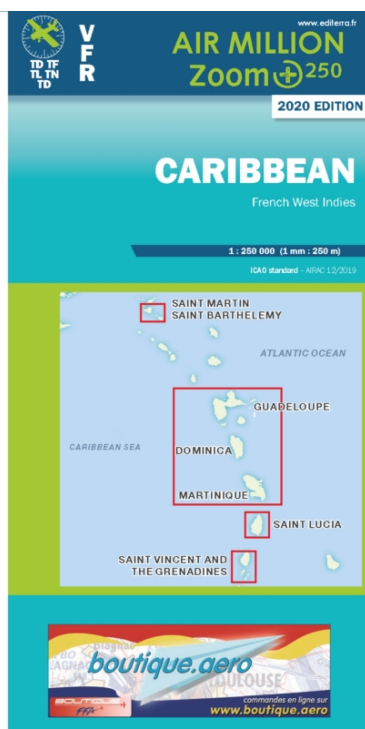 www.editerra.fr
V
F
R
TD TF
TL TN
TD
AIR MILLION
Zoom 250
2020 EDITION
CARIBBEAN
French West Indies
1 : 250 000 (1 mm : 250 m)
ICAO standard - AIRAC 12/2019
SAINT MARTIN
SAINT BARTHELEMY
ATLANTIC OCEAN
GUADELOUPE
CARIBBEAN SEA
DOMINICA
MARTINIQUE
SAINT LUCIA
SAINT VINCENT AND
THE GRENADINES
boutique.aero
TOULOUSE
BOUTIQUE
FFA
commandes en ligne sur
www.boutique.aero